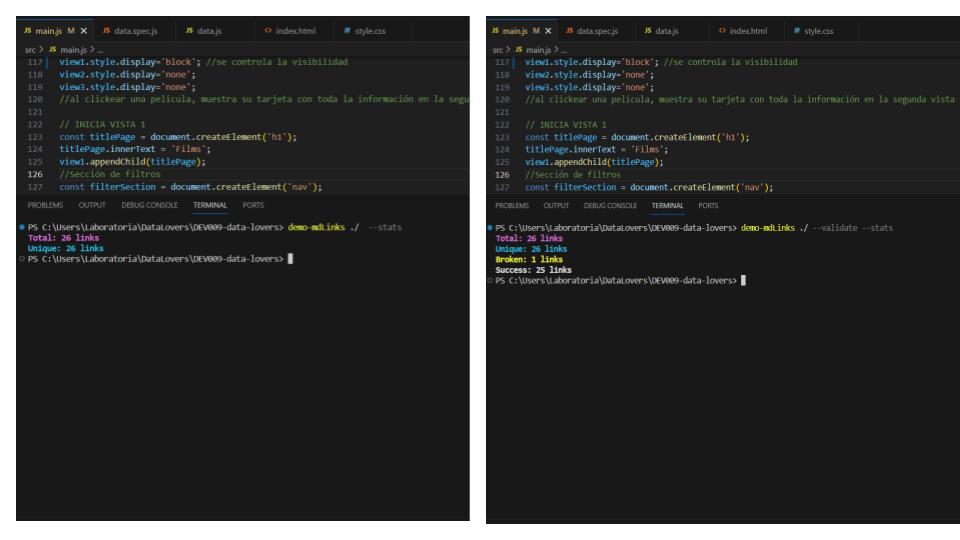 JS main.js M X JS data.spec.js JS data.js <> index.html # style.css
src > JS main.js > ...
117 view1.style.display='block'; //se controla la visibilidad
118 view2.style.display='none';
119 view3.style.display='none';
120 //al clickear una pelicula, muestra su tarjeta con toda la información en la segu
121
122 // INICIA VISTA 1
123 const titlePage = document.createElement('h1');
124 titlePage.innerText = 'Films';
125 view1.appendChild(titlePage);
126 //Sección de filtros
127 const filterSection = document.createElement('nav');
PROBLEMS OUTPUT DEBUG CONSOLE TERMINAL PORTS
PS C:\Users\Laboratoria\DataLovers\DEV009-data-lovers> demo-mdLinks ./ --stats
Total: 26 links
Unique: 26 links
PS C:\Users\Laboratoria\DataLovers\DEV009-data-lovers>
JS main.js M X JS data.spec.js JS data.js <> index.html # style.css
src > JS main.js > ...
117 view1.style.display='block'; //se controla la visibilidad
118 view2.style.display='none';
119 view3.style.display='none';
120 //al clickear una pelicula, muestra su tarjeta con toda la información en la segunda vista
121
122 // INICIA VISTA 1
123 const titlePage = document.createElement('h1');
124 titlePage.innerText = 'Films';
125 view1.appendChild(titlePage);
126 //Sección de filtros
127 const filterSection = document.createElement('nav');
PROBLEMS OUTPUT DEBUG CONSOLE TERMINAL PORTS
PS C:\Users\Laboratoria\DataLovers\DEV009-data-lovers> demo-mdLinks ./ --validate --stats
Total: 26 links
Unique: 26 links
Broken: 1 links
Success: 25 links
PS C:\Users\Laboratoria\DataLovers\DEV009-data-lovers>